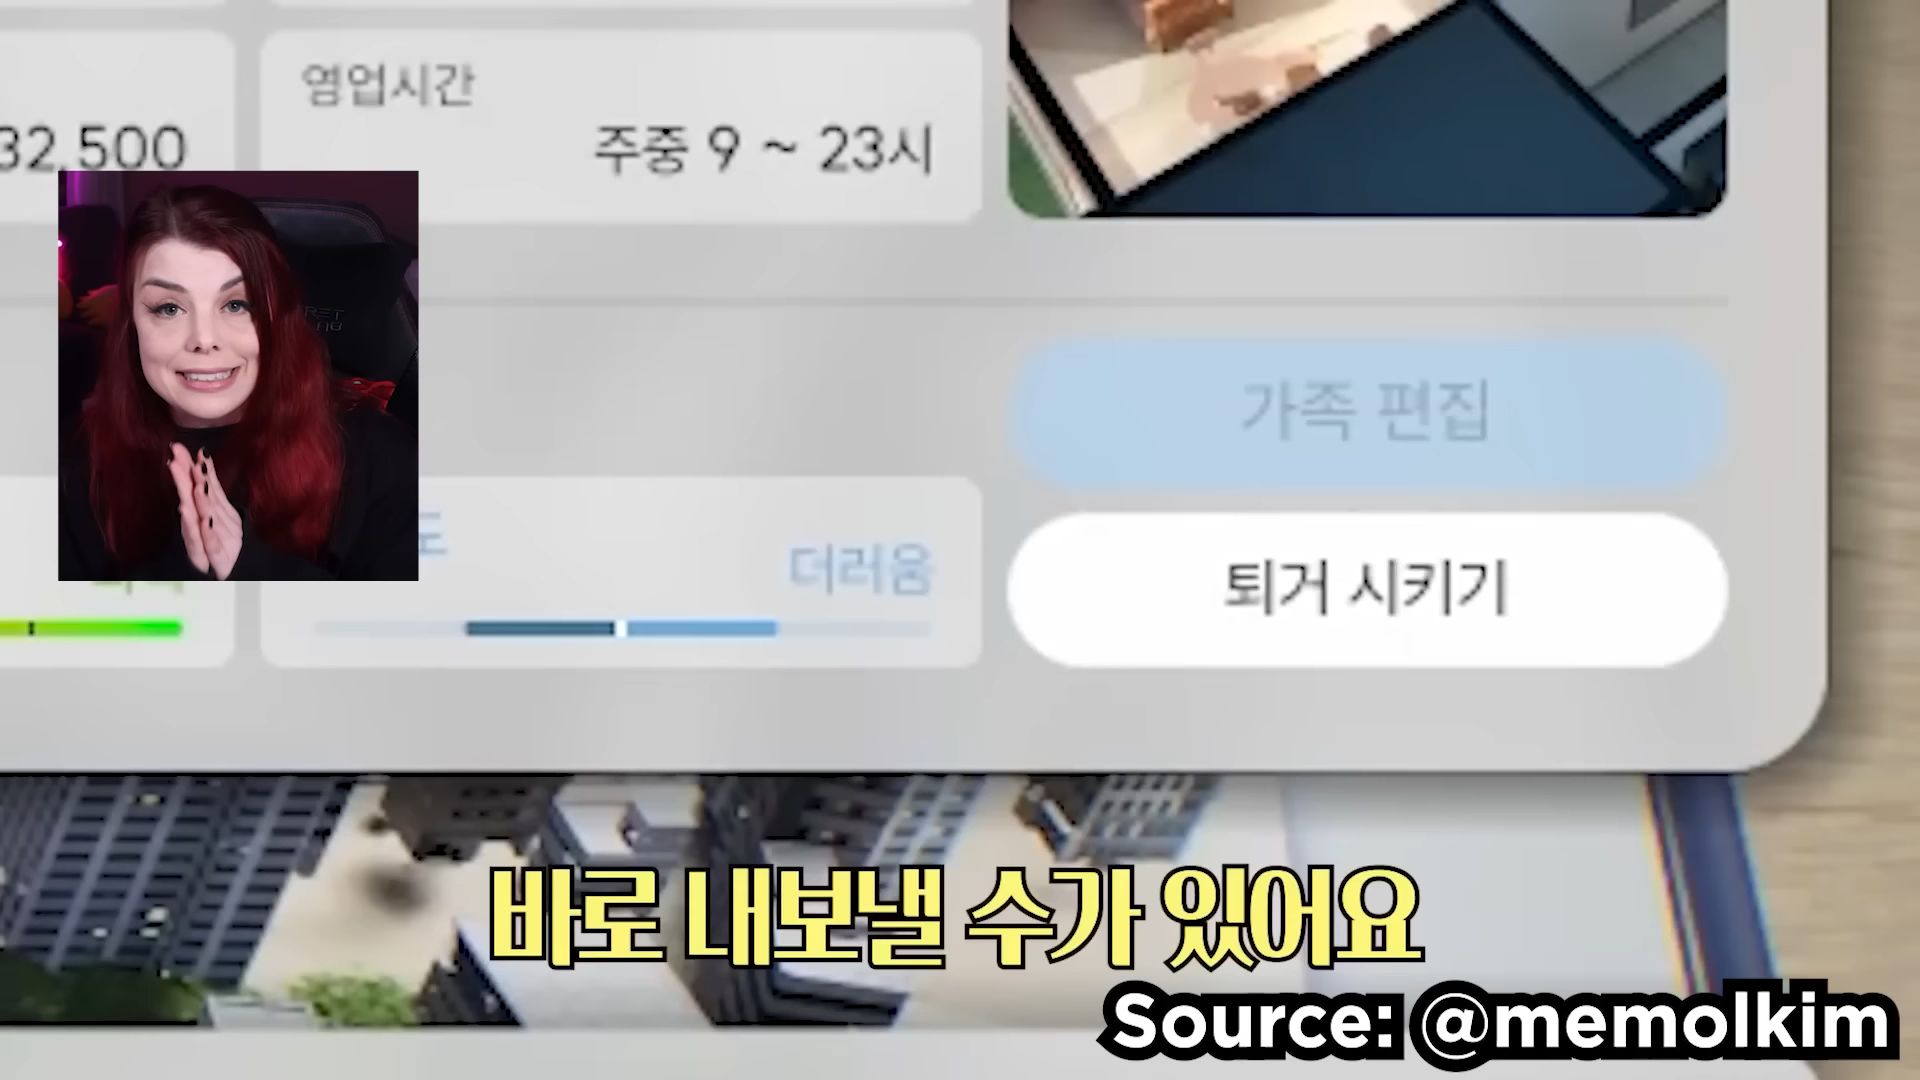 영업시간
32,500
주중 9 ~ 23시
가족 편집
도
더러움
퇴거 시키기
바로 내보낼 수가 있어요
Source: @memolkim